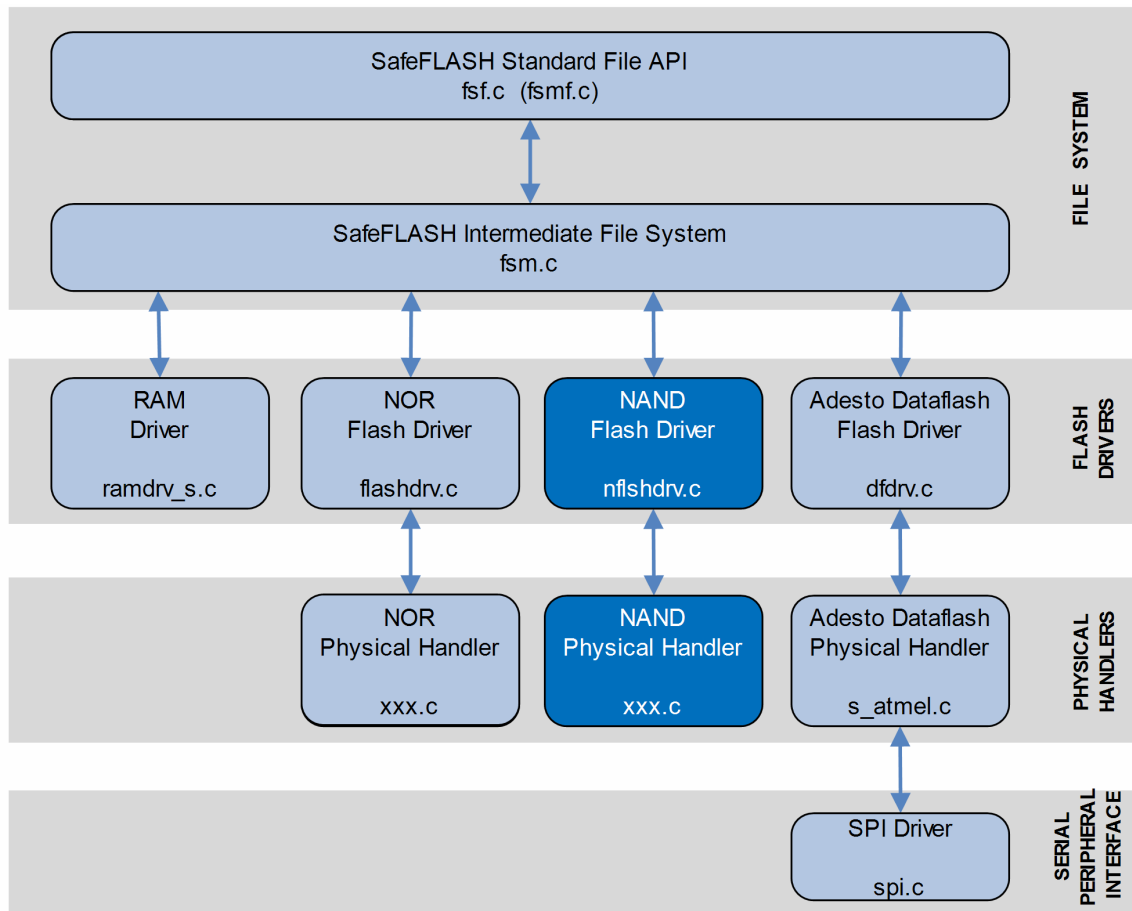 SafeFLASH Standard File API
fsf.c (fsmf.c)
FILE SYSTEM
SafeFLASH Intermediate File System
fsm.c
RAM
Driver
ramdrv_s.c
NOR
Flash Driver
flashdrv.c
NAND
Flash Driver
nflshdrv.c
Adesto Dataflash
Flash Driver
dfdrv.c
FLASH
DRIVERS
NOR
Physical Handler
xxx.c
NAND
Physical Handler
xxx.c
Adesto Dataflash
Physical Handler
s_atmel.c
PHYSICAL
HANDLERS
SPI Driver
spi.c
SERIAL
PERIPHERAL
INTERFACE